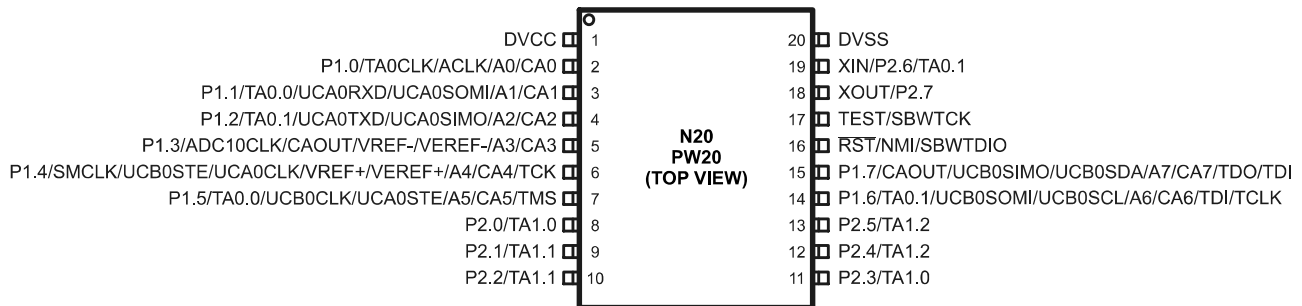 DVCC 1 20 DVSS
P1.0/TA0CLK/ACLK/A0/CA0 2 19 XIN/P2.6/TA0.1
P1.1/TA0.0/UCA0RXD/UCA0SOMI/A1/CA1 3 18 XOUT/P2.7
P1.2/TA0.1/UCA0TXD/UCA0SIMO/A2/CA2 4 17 TEST/SBWTCK
P1.3/ADC10CLK/CAOUT/VREF-/VEREF-/A3/CA3 5 16 RST/NMI/SBWTDIO
P1.4/SMCLK/UCB0STE/UCA0CLK/VREF+/VEREF+/A4/CA4/TCK 6 15 P1.7/CAOUT/UCB0SIMO/UCB0SDA/A7/CA7/TDO/TDI
P1.5/TA0.0/UCB0CLK/UCA0STE/A5/CA5/TMS 7 14 P1.6/TA0.1/UCB0SOMI/UCB0SCL/A6/CA6/TDI/TCLK
P2.0/TA1.0 8 13 P2.5/TA1.2
P2.1/TA1.1 9 12 P2.4/TA1.2
P2.2/TA1.1 10 11 P2.3/TA1.0
N20
PW20
(TOP VIEW)